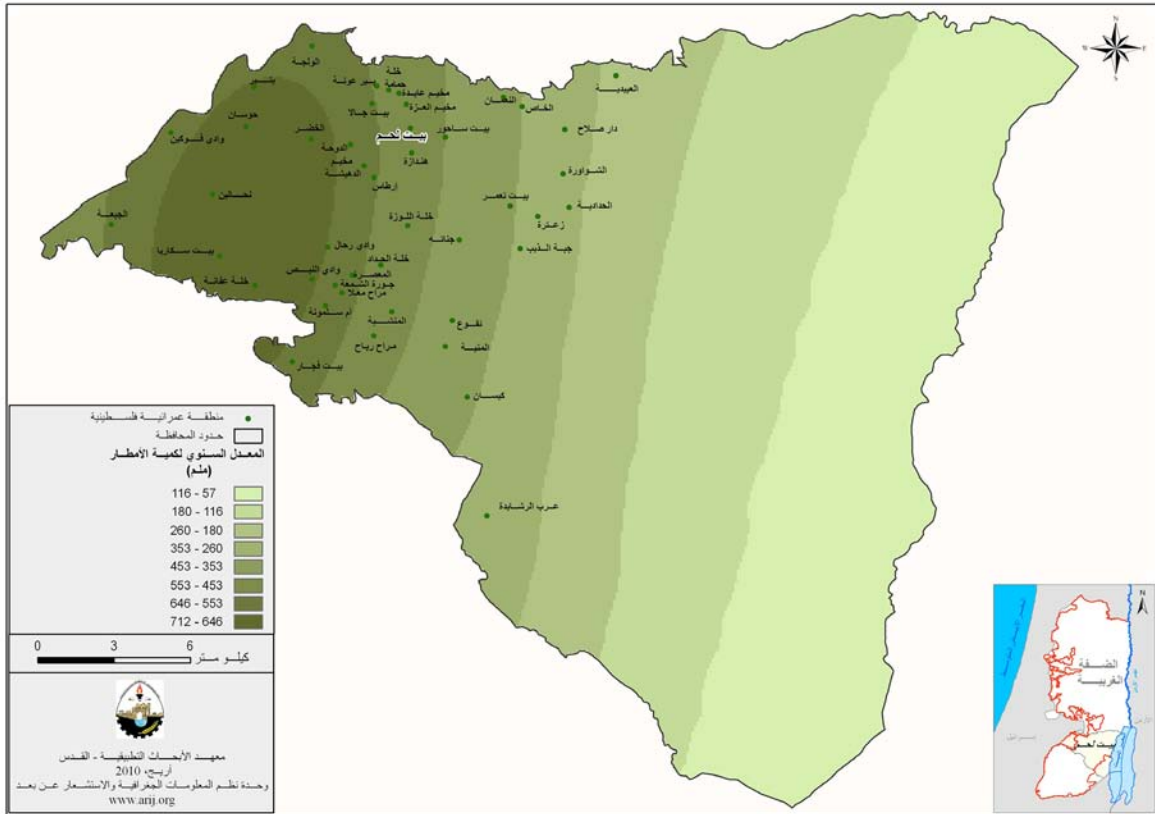 N
W E
S
الولجة
بتير
بير عونة
خلة حمامة
مخيم عايدة
مخيم العزة
بيت جالا
حوسان
وادي فوكين
الخضر
الدوحة
بيت لحم
بيت ساحور
النعمان
الخاص
العبيدية
دار صلاح
هندازة
مخيم الدهيشة
إرطاس
الشواورة
نحالين
بيت تعمر
الحدادية
زعترة
الجبعة
خلة اللوزة
جناته
جبة الذيب
وادي رحال
بيت سكاريا
خلة الحداد
وادي النيص
المعصرة
خلة عفانة
جورة الشمعة
مراح معلا
أم سلمونة
المنشية
تقوع
مراح رباح
المنية
بيت فجار
كيسان
عرب الرشايدة
منطقة عمرانية فلسطينية
حدود المحافظة
المعدل السنوي لكمية الأمطار
(ملم)
116 - 57
180 - 116
260 - 180
353 - 260
453 - 353
553 - 453
646 - 553
712 - 646
0 3 6
كيلو متر
معهد الأبحاث التطبيقية - القدس
أريج، 2010
وحدة نظم المعلومات الجغرافية والاستشعار عن بعد
www.arij.org
N
الضفة
الغربية
بيت لحم
إسرائيل
الأردن